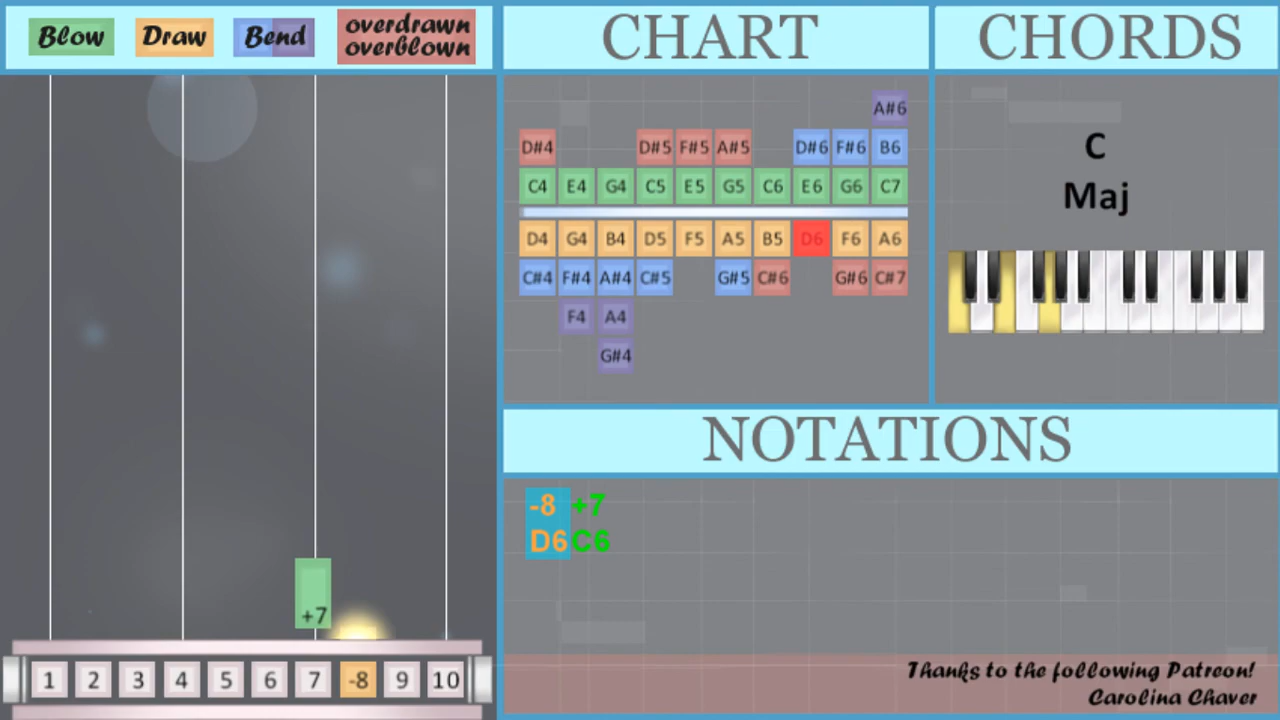 Blow Draw Bend overdrawn
overblown
CHART
CHORDS
A#6
D#4 D#5 F#5 A#5 D#6 F#6 B6
C4 E4 G4 C5 E5 G5 C6 E6 G6 C7
D4 G4 B4 D5 F5 A5 B5 D6 F6 A6
C#4 F#4 A#4 C#5 G#5 C#6 G#6 C#7
F4 A4
G#4
C
Maj
NOTATIONS
-8 +7
D6 C6
+7
1 2 3 4 5 6 7 -8 9 10
Thanks to the following Patreon!
Carolina Chaver